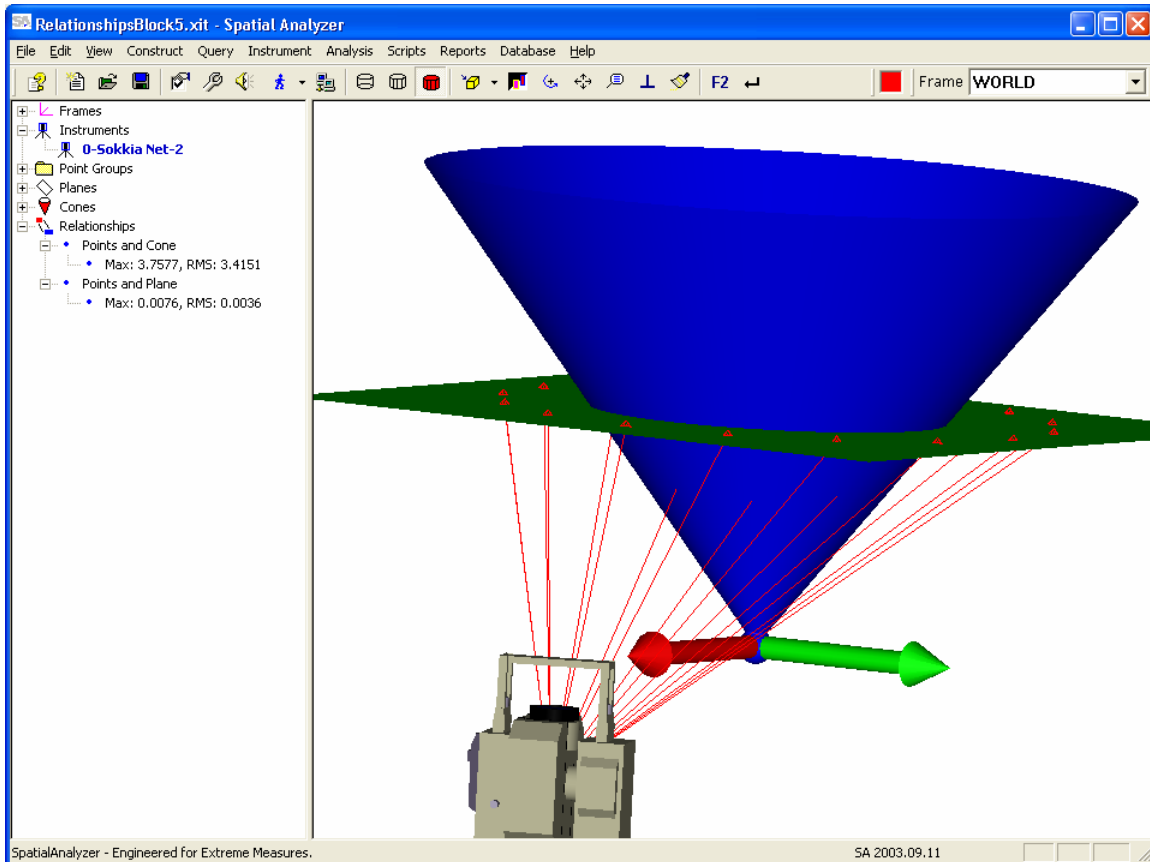 RelationshipsBlock5.xit - Spatial Analyzer
File Edit View Construct Query Instrument Analysis Scripts Reports Database Help
F2 Frame WORLD
Frames
Instruments
0-Sokkia Net-2
Point Groups
Planes
Cones
Relationships
Points and Cone
Max: 3.7577, RMS: 3.4151
Points and Plane
Max: 0.0076, RMS: 0.0036
SpatialAnalyzer - Engineered for Extreme Measures. SA 2003.09.11